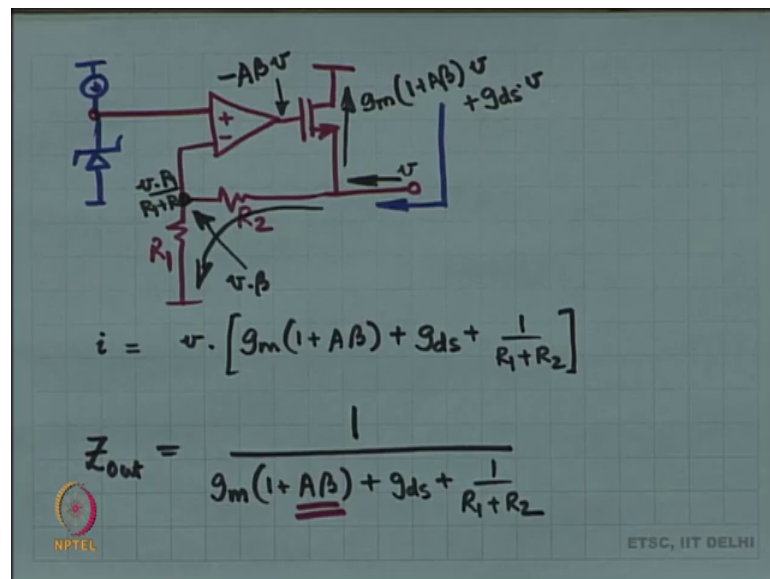 -Aβv
gm(1+Aβ)v
+gds·v
+
-
v
v·R1
R1+R
R2
R1
v·β
i = v·[gm(1+Aβ) + gds + 1/(R1+R2)]
Zout = 1/(gm(1+Aβ) + gds + 1/(R1+R2))
NPTEL
ETSC, IIT DELHI